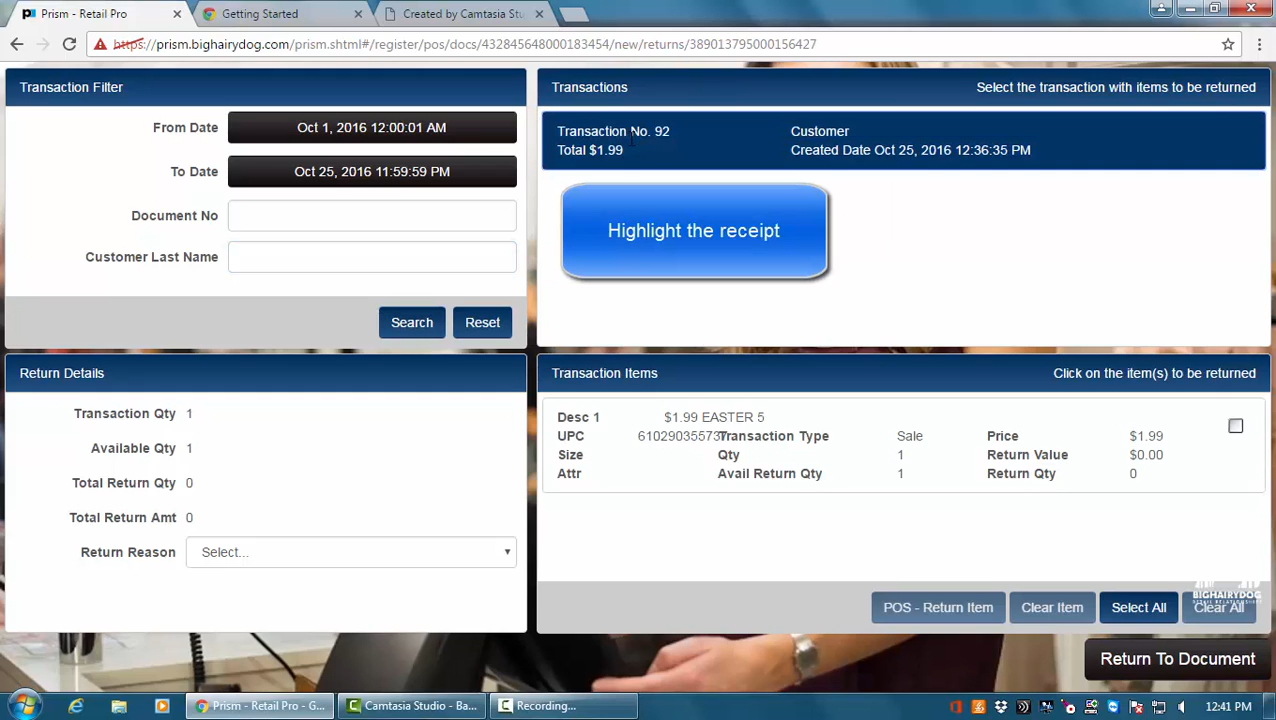 Prism - Retail Pro
Getting Started
Created by Camtasia Stu
https://prism.bighairydog.com/prism.shtml#/register/pos/docs/432845648000183454/new/returns/389013795000156427
Transaction Filter
From Date Oct 1, 2016 12:00:01 AM
To Date Oct 25, 2016 11:59:59 PM
Document No
Customer Last Name
Search Reset
Transactions Select the transaction with items to be returned
Transaction No. 92 Customer
Total $1.99 Created Date Oct 25, 2016 12:36:35 PM
Highlight the receipt
Return Details
Transaction Qty 1
Available Qty 1
Total Return Qty 0
Total Return Amt 0
Return Reason Select...
Transaction Items Click on the item(s) to be returned
Desc 1 $1.99 EASTER 5
UPC Transaction Type Sale Price $1.99
Size Qty 1 Return Value $0.00
Attr Avail Return Qty 1 Return Qty 0
BIGHAIRYDOG
POS - Return Item Clear Item Select All Clear All
Return To Document
Prism - Retail Pro - G...
Camtasia Studio - Ba...
Recording...
12:41 PM